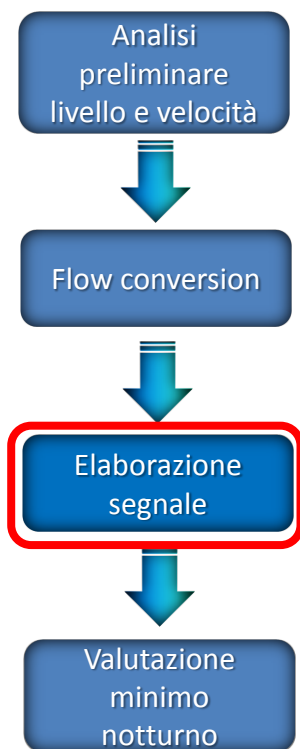 Analisi
preliminare
livello e velocità
Flow conversion
Elaborazione
segnale
Valutazione
minimo
notturno